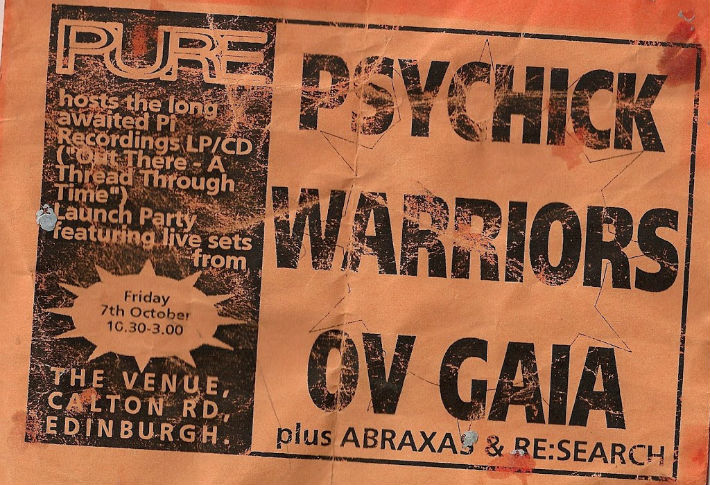 PURE
hosts the long
awaited Pi
Recordings LP/CD
("Out There - A
Thread Through
Time")
Launch Party
featuring live sets
from
Friday
7th October
10.30-3.00
THE VENUE,
CALTON RD,
EDINBURGH.
PSYCHICK
WARRIORS
OV GAIA
plus ABRAXAS & RE:SEARCH